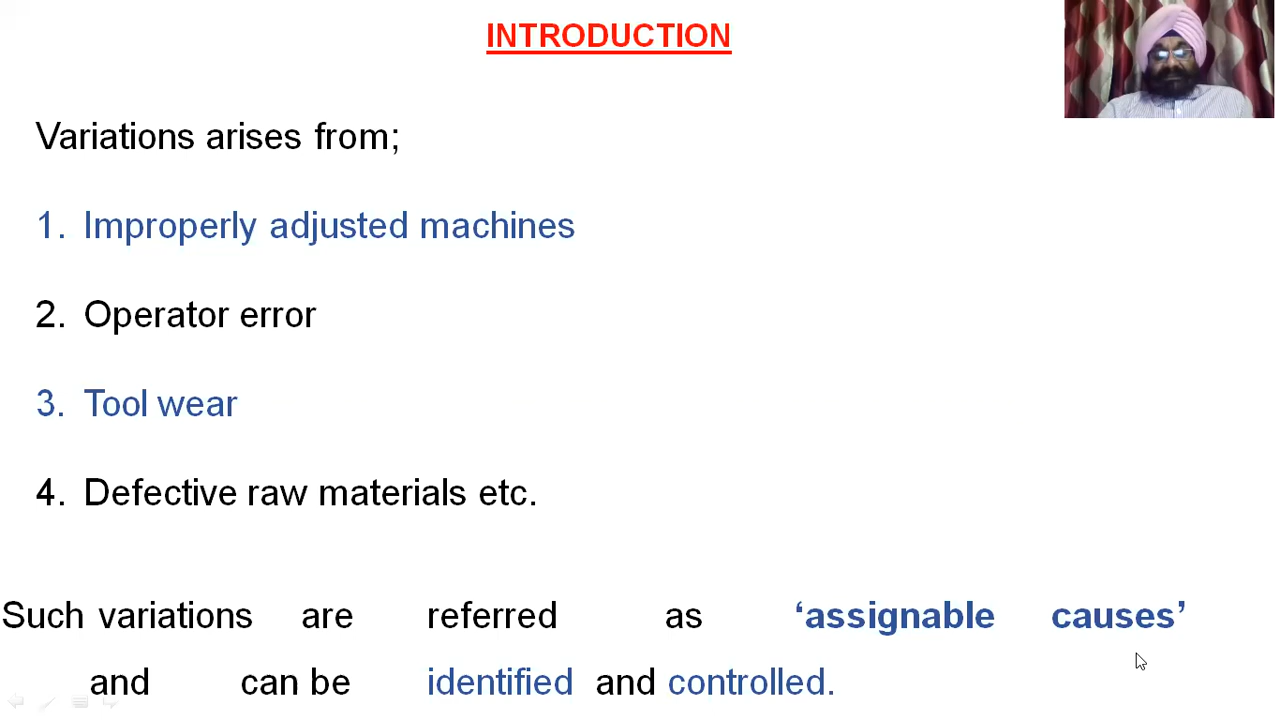 INTRODUCTION
Variations arises from;
1. Improperly adjusted machines
2. Operator error
3. Tool wear
4. Defective raw materials etc.
Such variations are referred as ‘assignable causes’
and can be identified and controlled.